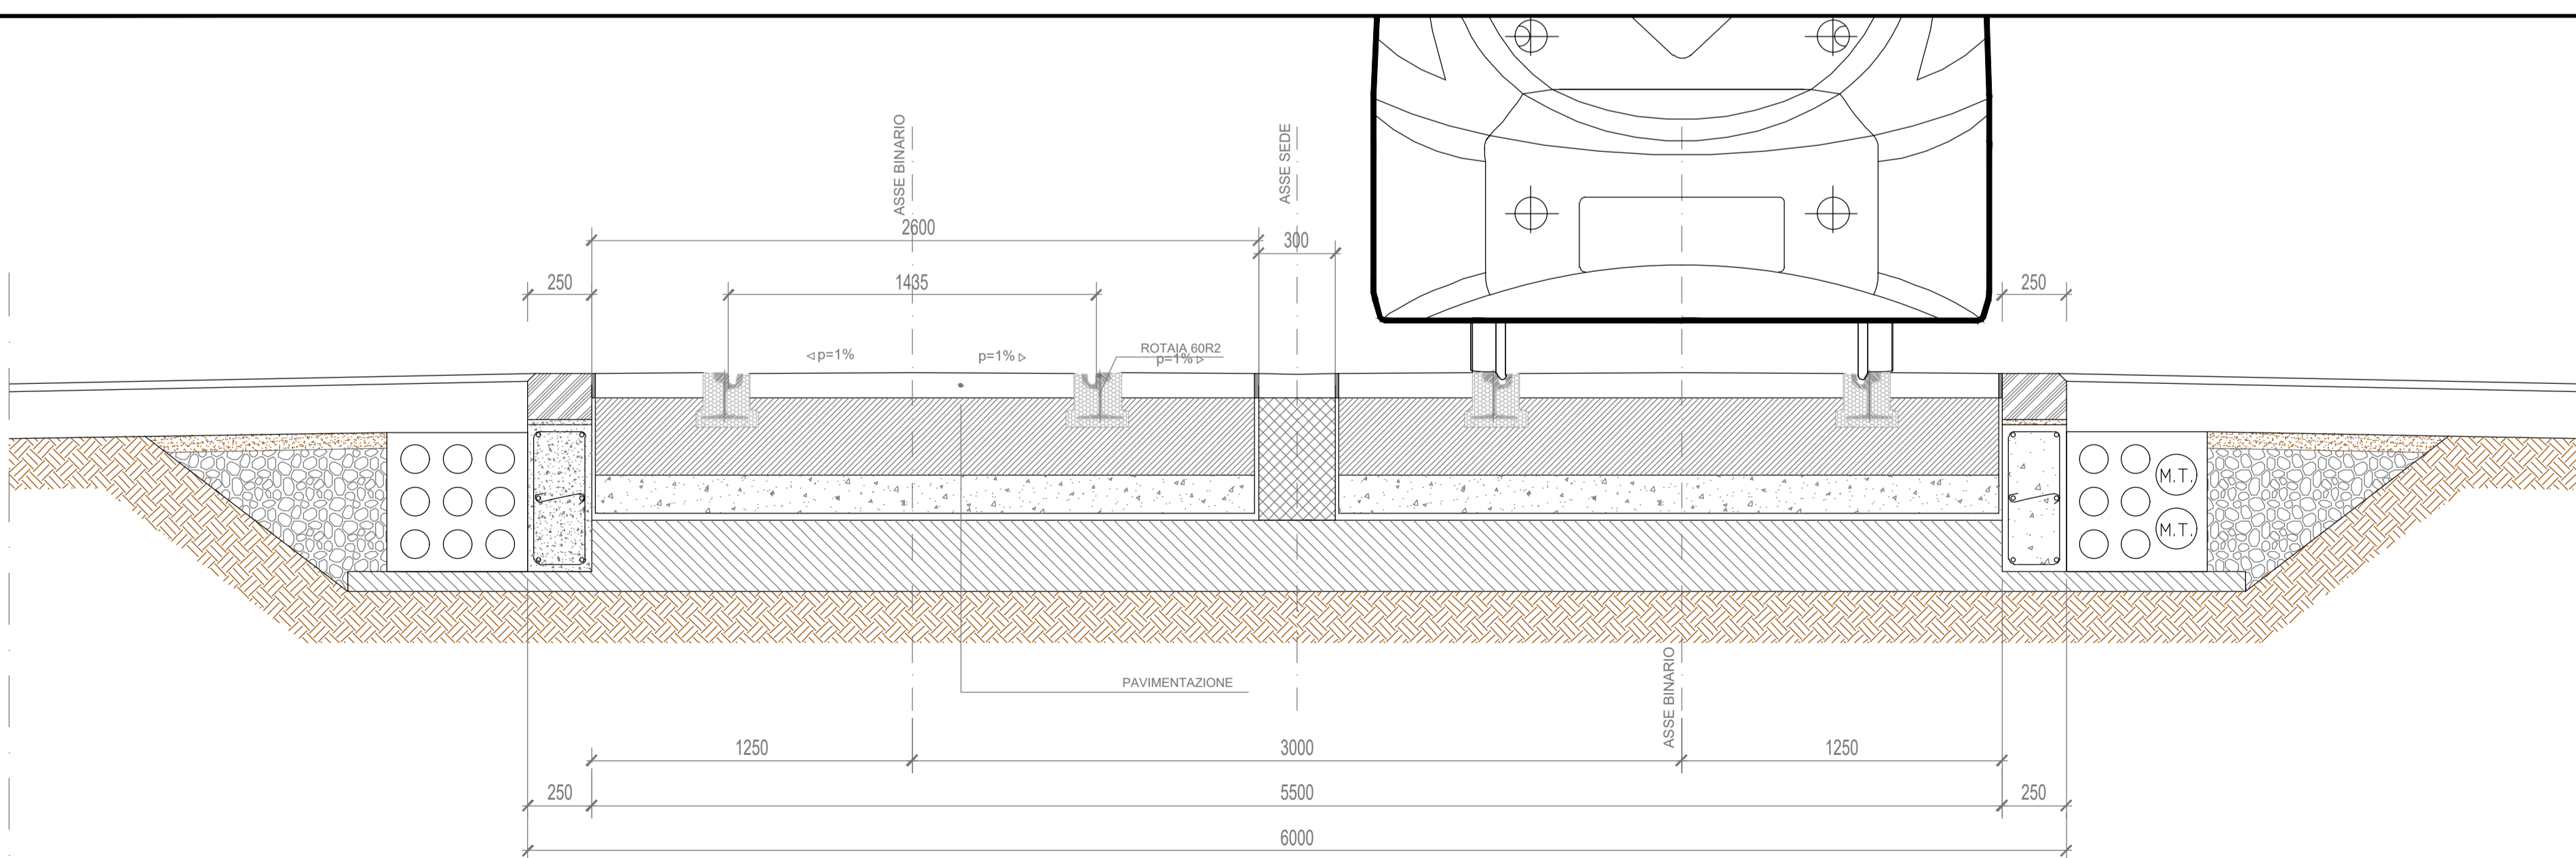 ASSE BINARIO
ASSE SEDE
2600
300
250
1435
250
p=1%
p=1%
p=1%
ROTAIA 60R2
M.T.
M.T.
PAVIMENTAZIONE
ASSE BINARIO
1250
3000
1250
250
5500
250
6000